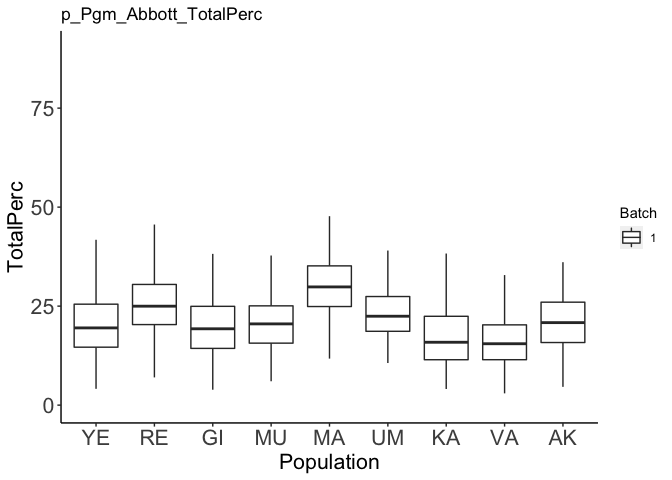 p_Pgm_Abbott_TotalPerc
TotalPerc
75
50
25
0
YE RE GI MU MA UM KA VA AK
Population
Batch
1